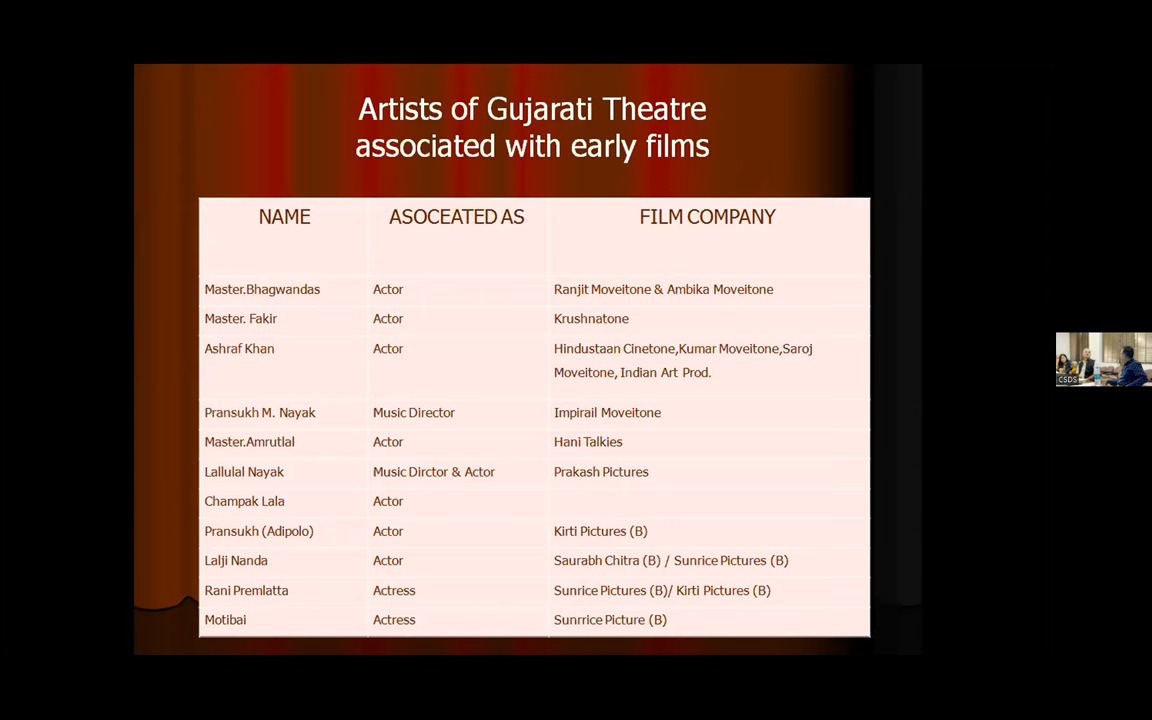 Artists of Gujarati Theatre
associated with early films
NAME ASOCEATED AS FILM COMPANY
Master.Bhagwandas Actor Ranjit Moveitone & Ambika Moveitone
Master. Fakir Actor Krushnatone
Ashraf Khan Actor Hindustaan Cinetone,Kumar Moveitone,Saroj
Moveitone, Indian Art Prod.
Pransukh M. Nayak Music Director Impirail Moveitone
Master.Amrutlal Actor Hani Talkies
Lallulal Nayak Music Dirctor & Actor Prakash Pictures
Champak Lala Actor
Pransukh (Adipolo) Actor Kirti Pictures (B)
Lalji Nanda Actor Saurabh Chitra (B) / Sunrice Pictures (B)
Rani Premlatta Actress Sunrice Pictures (B)/ Kirti Pictures (B)
Motibai Actress Sunrrice Picture (B)
CSDS